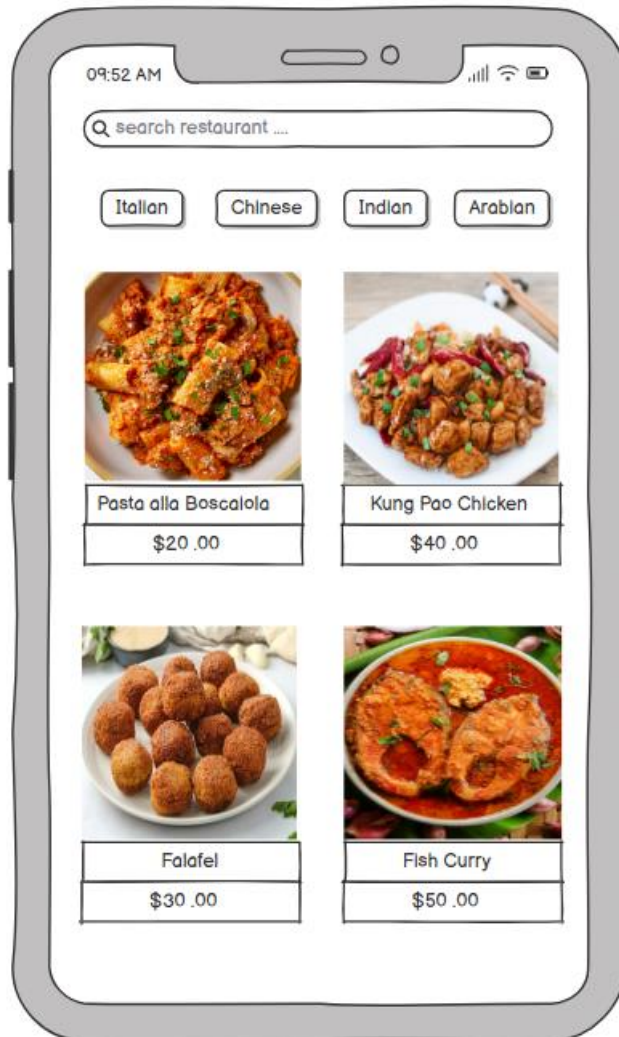 09:52 AM
search restaurant ....
Italian Chinese Indian Arabian
Pasta alla Boscalola Kung Pao Chicken
$20 .00 $40 .00
Falafel Fish Curry
$30 .00 $50 .00